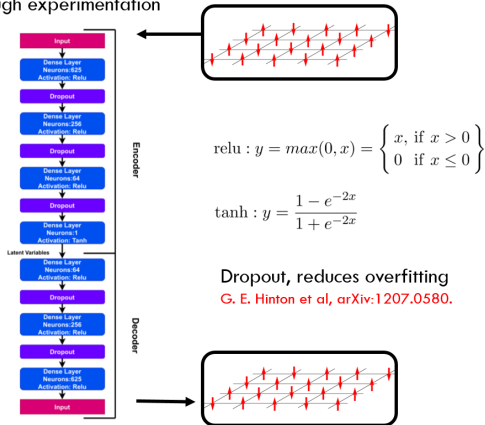 ugh experimentation
Input
Dense Layer
Neurons:625
Activation: Relu
Dropout
Dense Layer
Neurons:256
Activation: Relu
Dropout
Dense Layer
Neurons:64
Activation: Relu
Dropout
Dense Layer
Neurons:1
Activation: Tanh
Latent Variables
Dense Layer
Neurons:64
Activation: Relu
Dropout
Dense Layer
Neurons:256
Activation: Relu
Dropout
Dense Layer
Neurons:625
Activation: Relu
Input
Encoder
Decoder
relu : y = max(0, x) = { x, if x > 0
0 if x ≤ 0 }
tanh : y = 1 − e^{−2x} / 1 + e^{−2x}
Dropout, reduces overfitting
G. E. Hinton et al, arXiv:1207.0580.